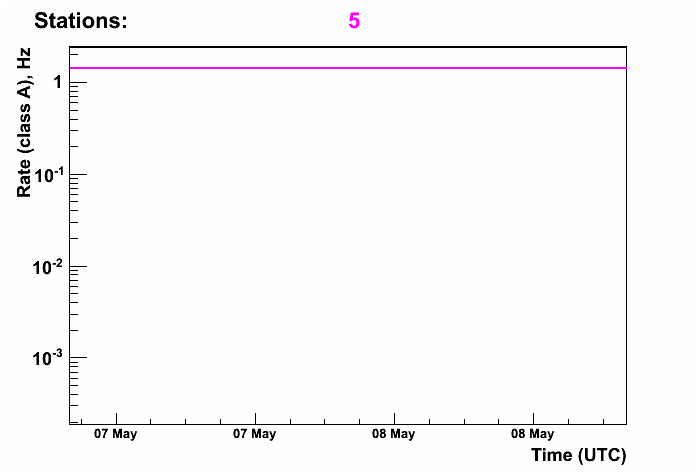 Stations: 5
Rate (class A), Hz
1
10⁻¹
10⁻²
10⁻³
07 May 07 May 08 May 08 May
Time (UTC)